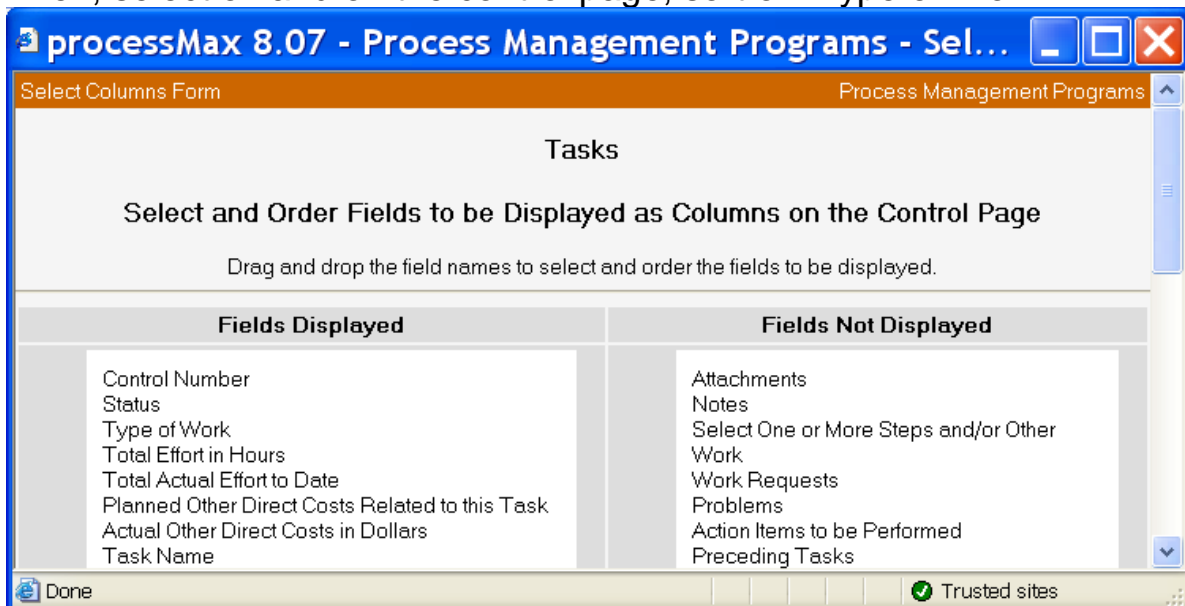 processMax 8.07 - Process Management Programs - Sel...
Select Columns Form Process Management Programs
Tasks
Select and Order Fields to be Displayed as Columns on the Control Page
Drag and drop the field names to select and order the fields to be displayed.
Fields Displayed Fields Not Displayed
Control Number
Status
Type of Work
Total Effort in Hours
Total Actual Effort to Date
Planned Other Direct Costs Related to this Task
Actual Other Direct Costs in Dollars
Task Name
Attachments
Notes
Select One or More Steps and/or Other
Work
Work Requests
Problems
Action Items to be Performed
Preceding Tasks
Done Trusted sites